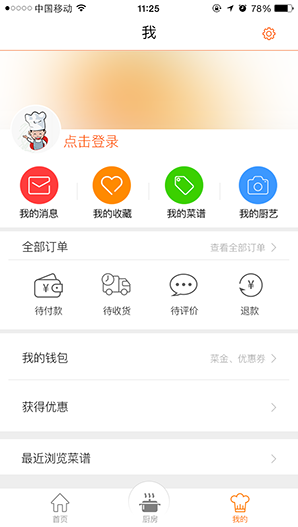 中国移动 11:25 78%
我
点击登录
我的消息 我的收藏 我的菜谱 我的厨艺
全部订单 查看全部订单
¥ ¥
待付款 待收货 待评价 退款
我的钱包 菜金、优惠券
获得优惠
最近浏览菜谱
首页 厨房 我的